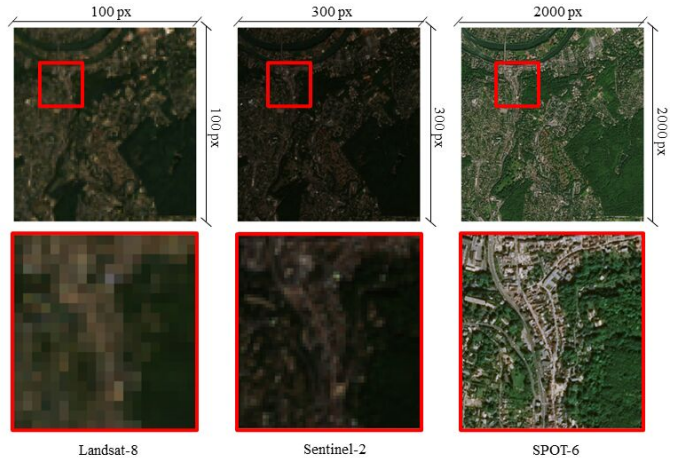 100 px
300 px
2000 px
100 px
300 px
2000 px
Landsat-8
Sentinel-2
SPOT-6